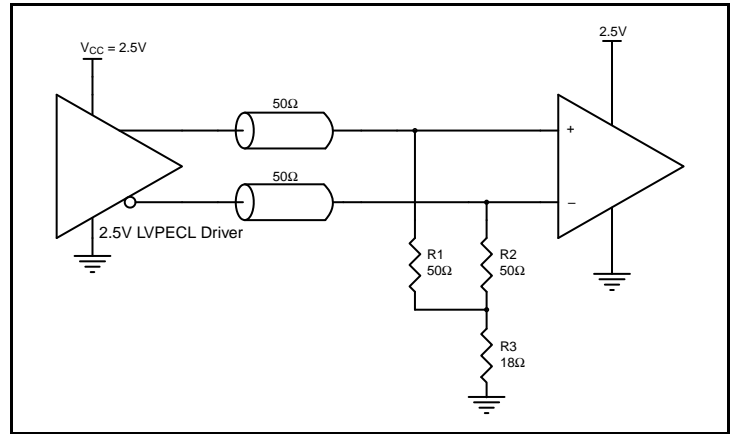 2.5V
VCC = 2.5V
50Ω
+
50Ω
–
2.5V LVPECL Driver
R1
50Ω
R2
50Ω
R3
18Ω